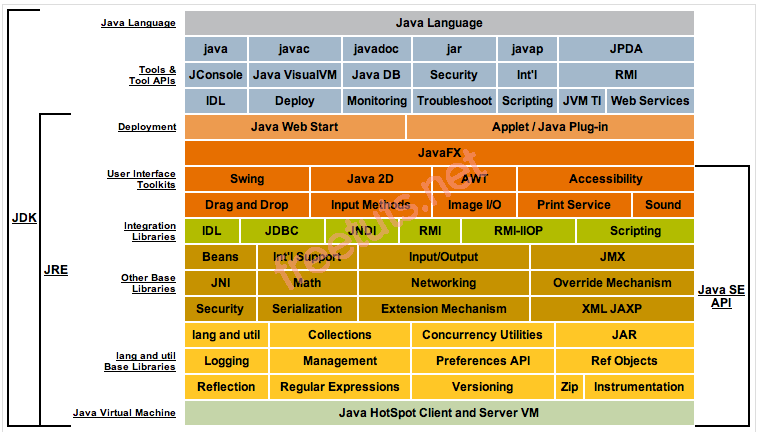 Java Language Java Language
java javac javadoc jar javap JPDA
Tools & Tool APIs JConsole Java VisualVM Java DB Security Int'l RMI
IDL Deploy Monitoring Troubleshoot Scripting JVM TI Web Services
Deployment Java Web Start Applet / Java Plug-in
JavaFX
User Interface Toolkits Swing Java 2D AWT Accessibility
Drag and Drop Input Methods Image I/O Print Service Sound
Integration Libraries IDL JDBC JNDI RMI RMI-IIOP Scripting
Beans Int'l Support Input/Output JMX
Other Base Libraries JNI Math Networking Override Mechanism
Security Serialization Extension Mechanism XML JAXP
lang and util Collections Concurrency Utilities JAR
lang and util Base Libraries Logging Management Preferences API Ref Objects
Reflection Regular Expressions Versioning Zip Instrumentation
Java Virtual Machine Java HotSpot Client and Server VM
JDK
JRE
Java SE
API
freetuts.net